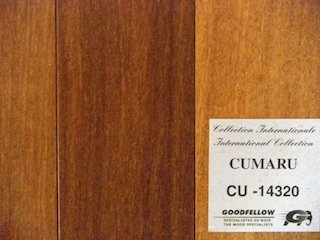 Collection Internationale
International Collection
CUMARU
CU -14320
GOODFELLOW
SPECIALISTES DU BOIS
THE WOOD SPECIALISTS